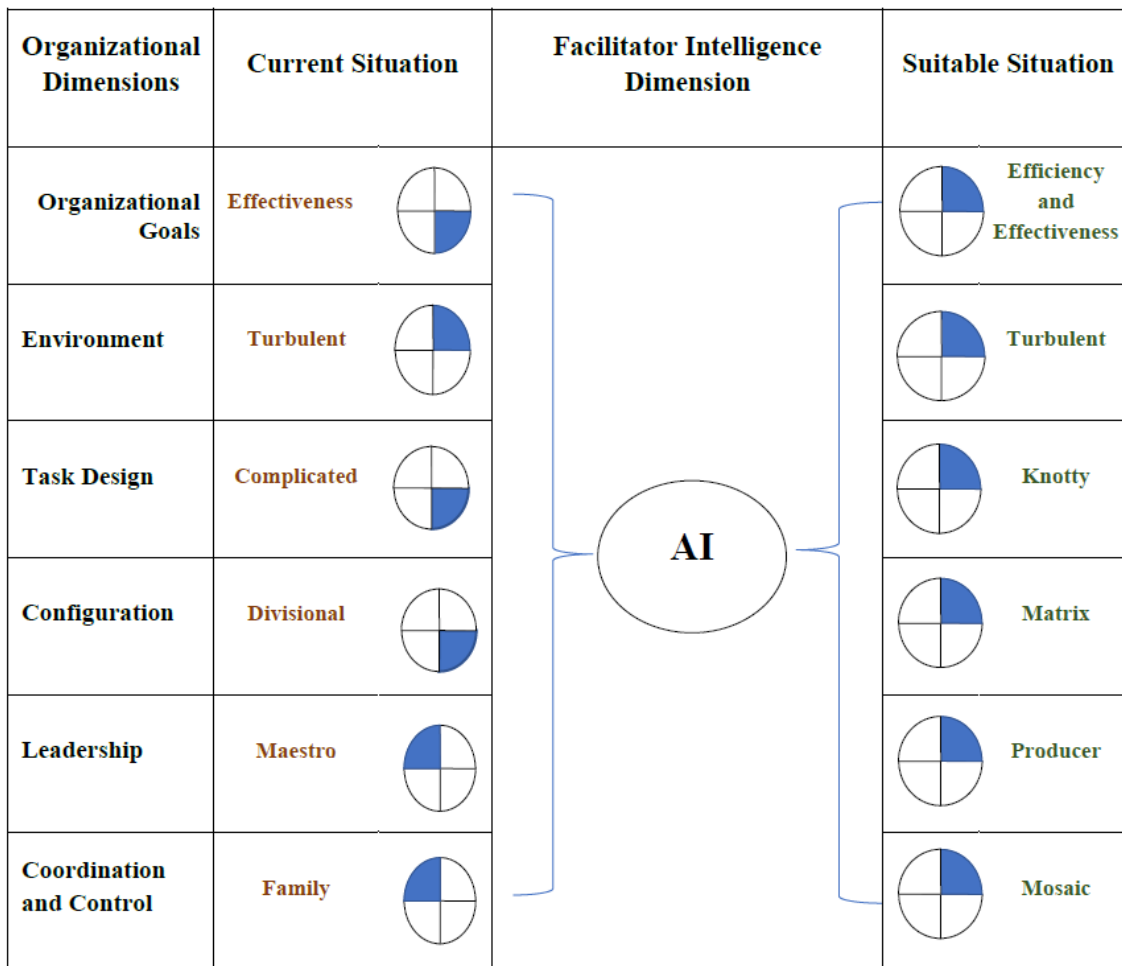 Organizational
Dimensions
Current Situation
Facilitator Intelligence
Dimension
Suitable Situation
Organizational
Goals
Effectiveness
Efficiency
and
Effectiveness
Environment
Turbulent
Turbulent
Task Design
Complicated
Knotty
AI
Configuration
Divisional
Matrix
Leadership
Maestro
Producer
Coordination
and Control
Family
Mosaic